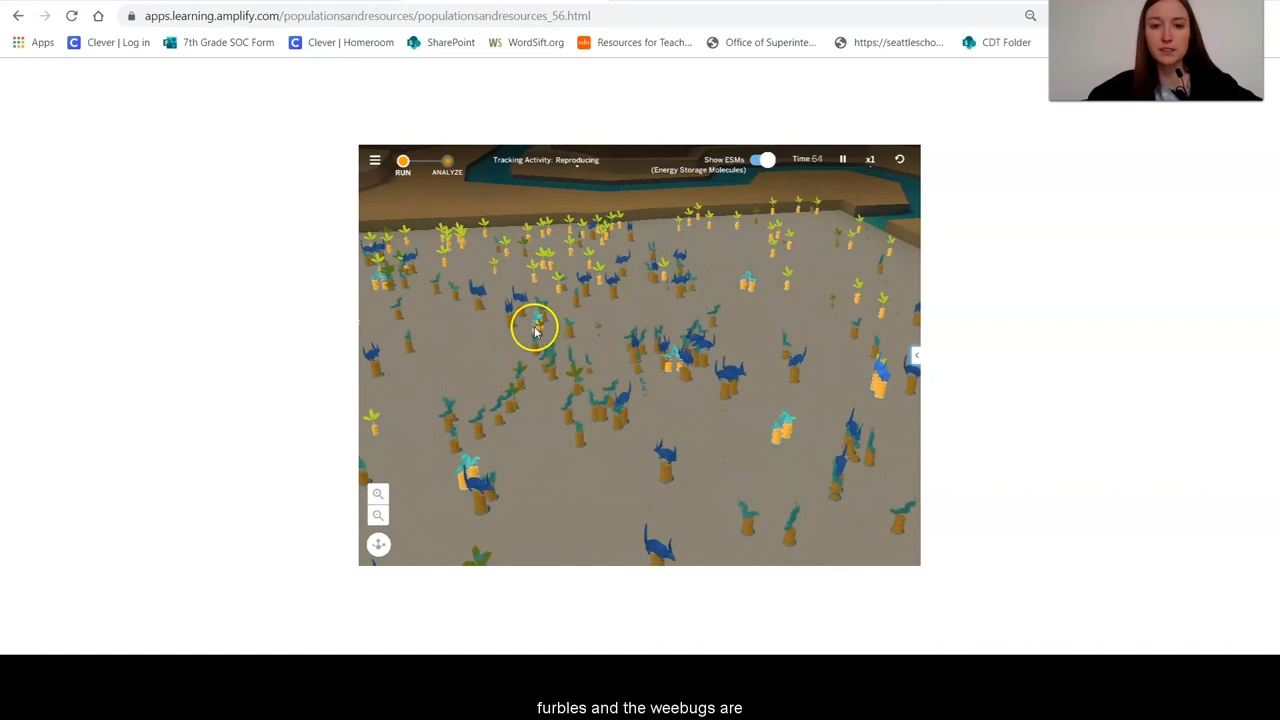 apps.learning.amplify.com/populationsandresources/populationsandresources_56.html
Apps Clever | Log in 7th Grade SOC Form Clever | Homeroom SharePoint WS WordSift.org edio Resources for Teach... Office of Superinte... https://seattlescho... CDT Folder
RUN ANALYZE Tracking Activity: Reproducing Show ESMs Time 64 x1
(Energy Storage Molecules)
furbles and the weebugs are